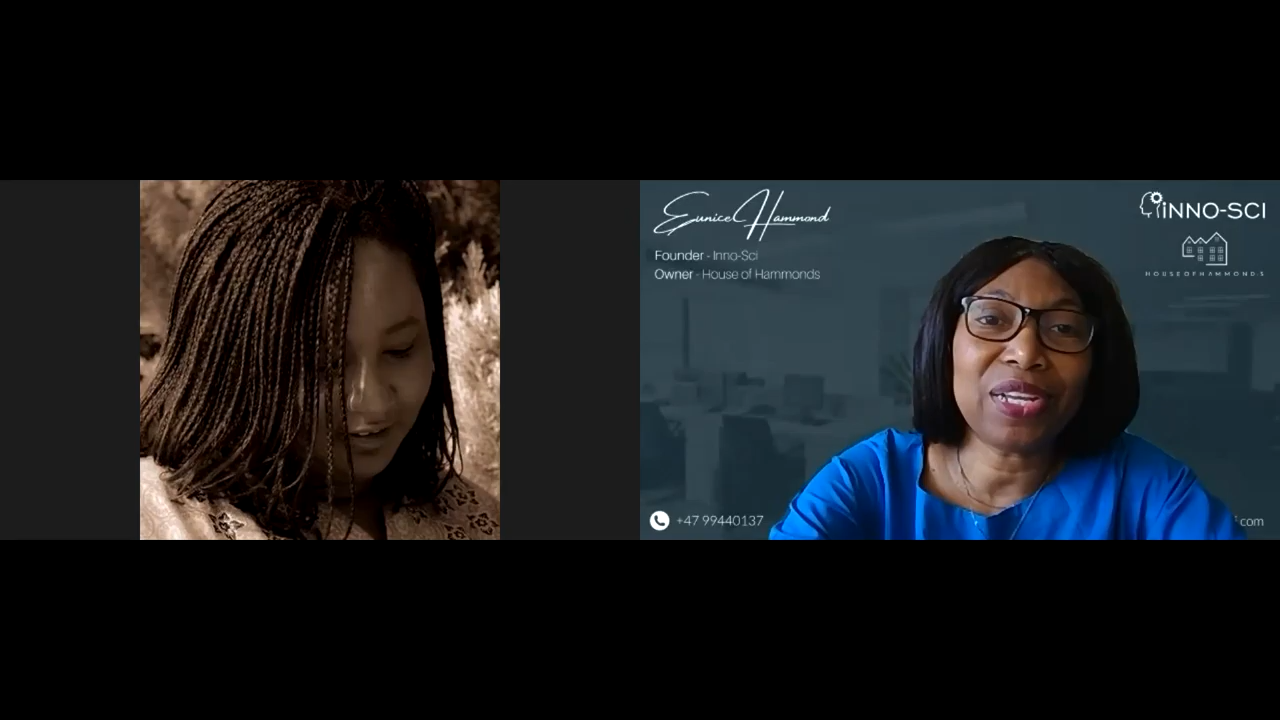 Eunice Hammond
Founder - Inno-Sci
Owner - House of Hammonds
INNO-SCI
HOUSEOFHAMMONDS
+47 99440137
com